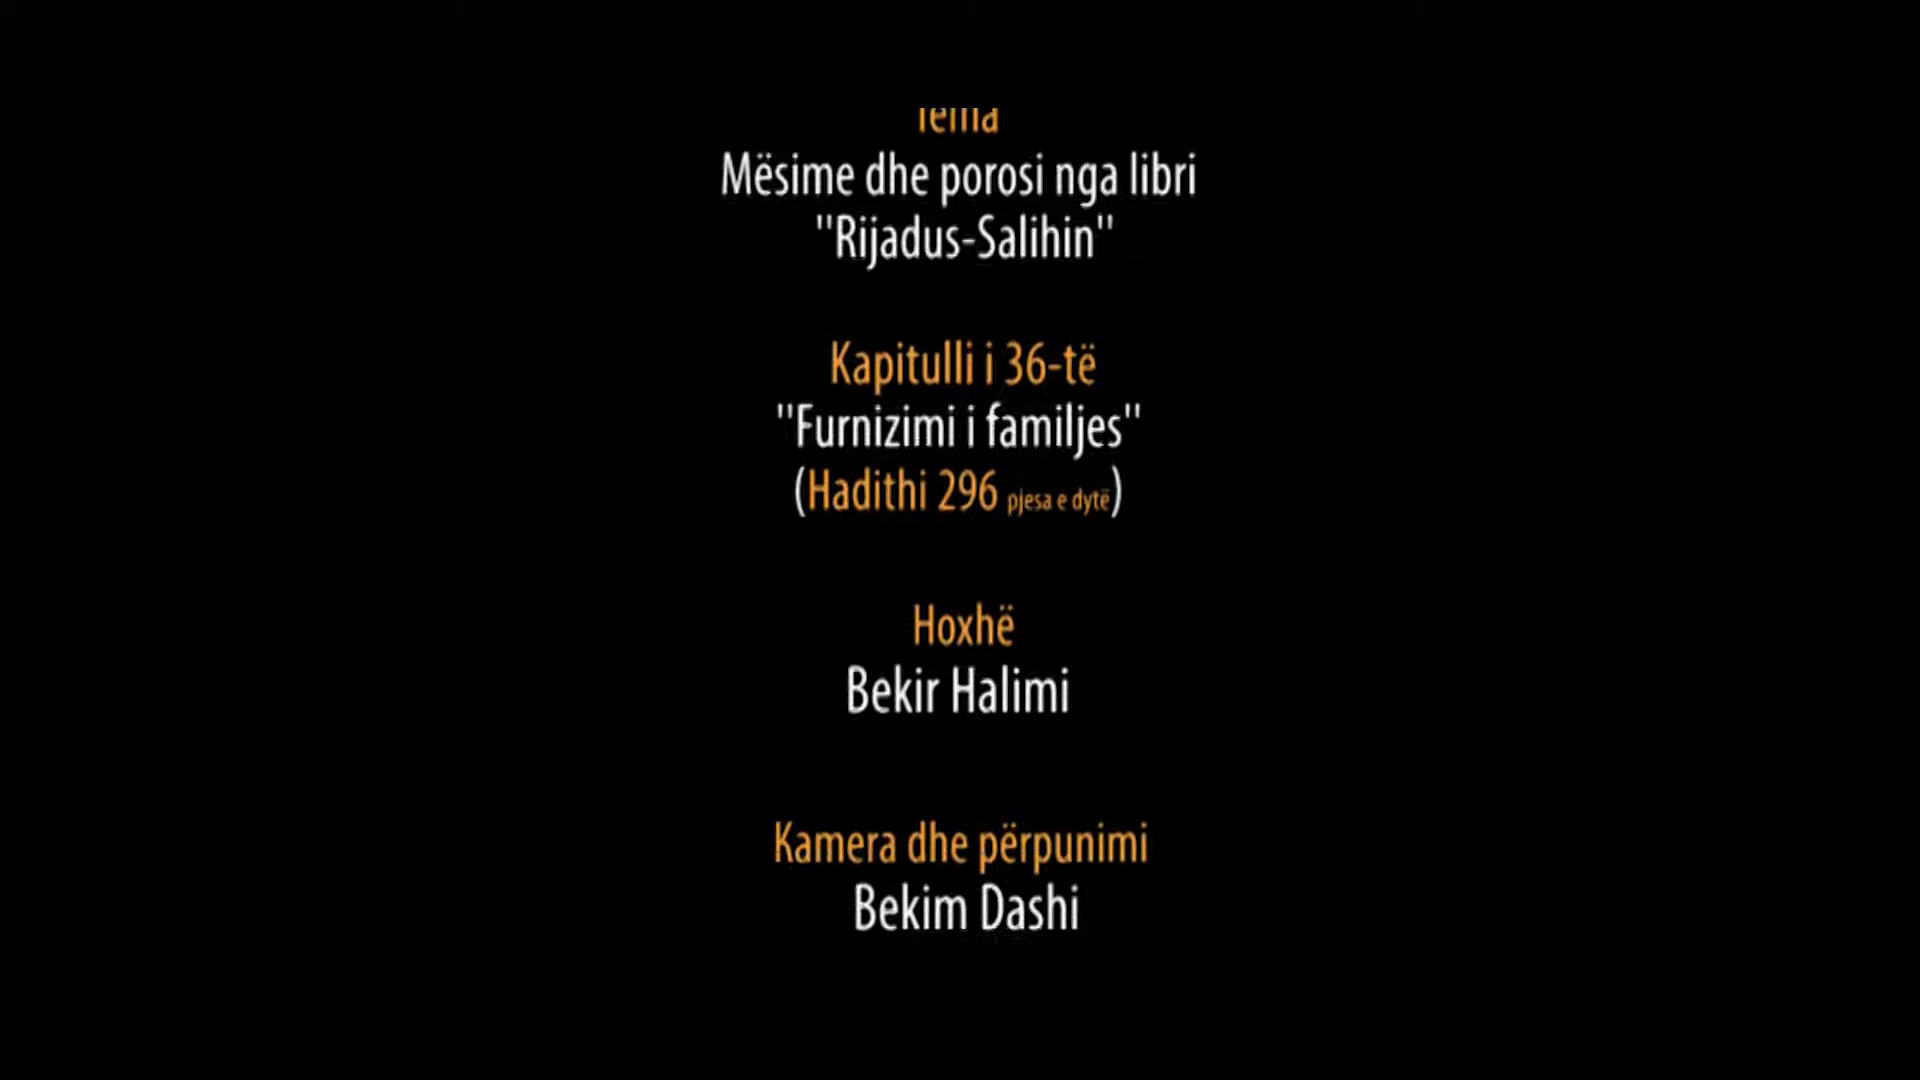 Tema
Mësime dhe porosi nga libri
"Rijadus-Salihin"
Kapitulli i 36-të
"Furnizimi i familjes"
(Hadithi 296 pjesa e dytë)
Hoxhë
Bekir Halimi
Kamera dhe përpunimi
Bekim Dashi